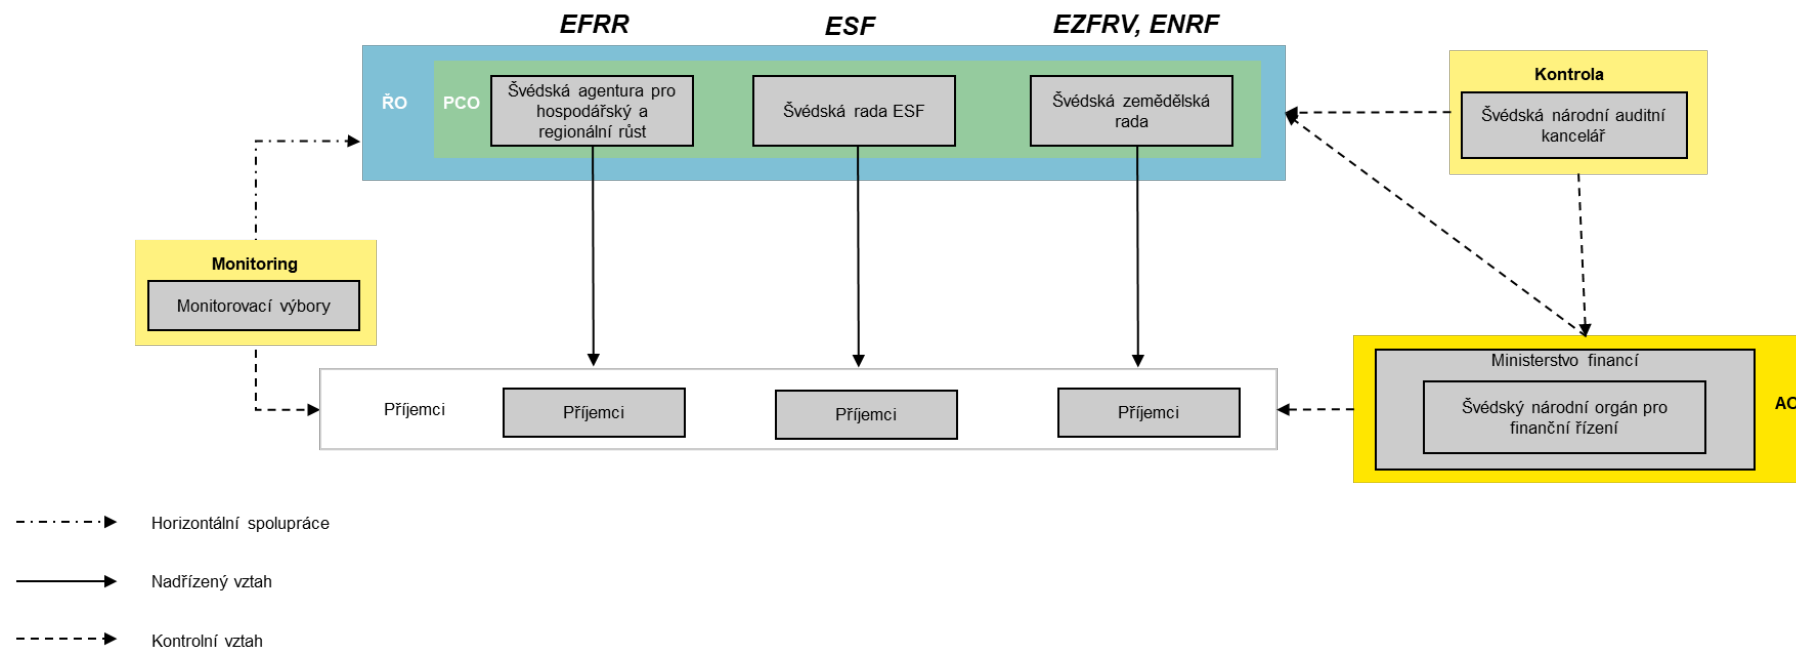 EFRR
ESF
EZFRV, ENRF
ŘO
PCO
Švédská agentura pro
hospodářský a
regionální růst
Švédská rada ESF
Švédská zemědělská
rada
Kontrola
Švédská národní auditní
kancelář
Monitoring
Monitorovací výbory
Příjemci
Příjemci
Příjemci
Příjemci
Ministerstvo financí
Švédský národní orgán pro
finanční řízení
AO
Horizontální spolupráce
Nadřízený vztah
Kontrolní vztah